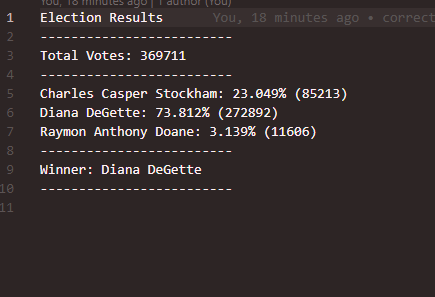 You, 18 minutes ago | 1 author (You)
1 Election Results You, 18 minutes ago • correct
2 -------------------------
3 Total Votes: 369711
4 -------------------------
5 Charles Casper Stockham: 23.049% (85213)
6 Diana DeGette: 73.812% (272892)
7 Raymon Anthony Doane: 3.139% (11606)
8 -------------------------
9 Winner: Diana DeGette
10 -------------------------
11